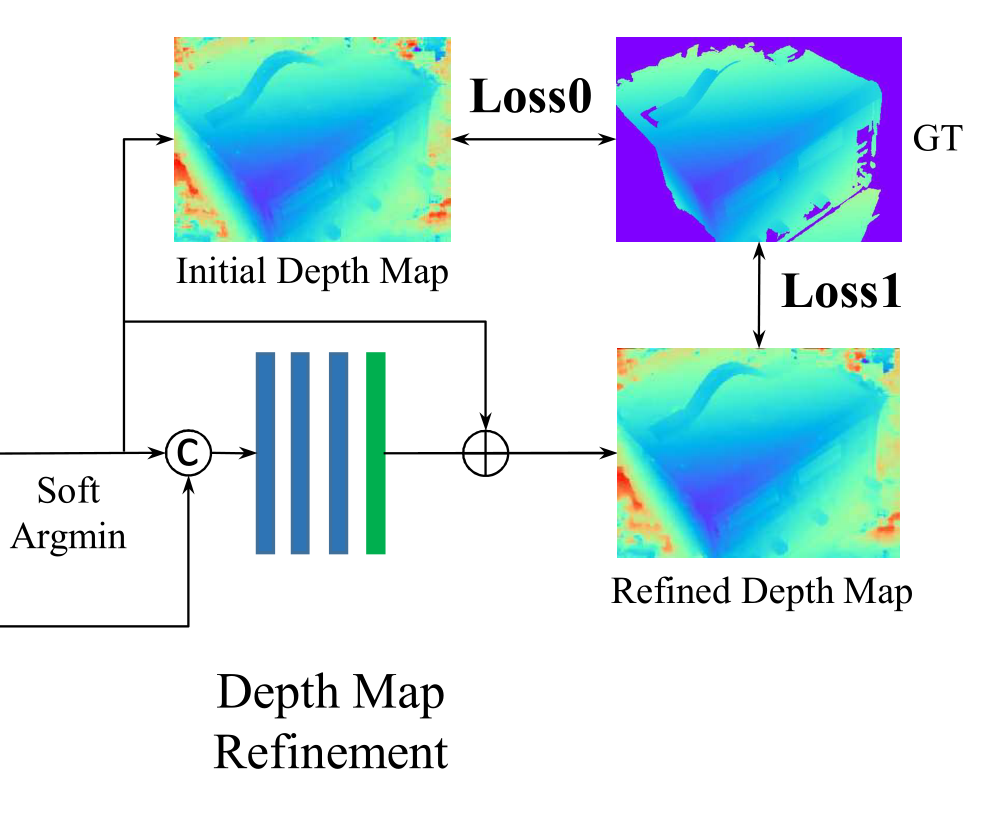 Loss0
GT
Initial Depth Map
Loss1
C
Soft
Argmin
Refined Depth Map
Depth Map
Refinement